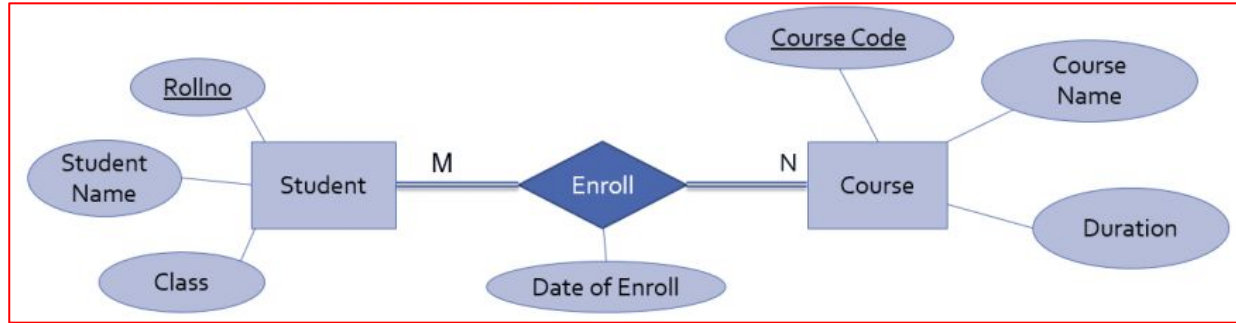 Course Code
Course
Name
Rollno
Student
Name
M
N
Student
Enroll
Course
Duration
Class
Date of Enroll